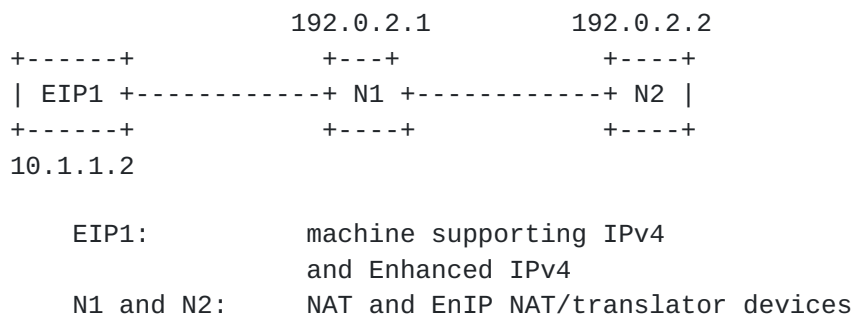 192.0.2.1         192.0.2.2
+------+           +---+            +----+
| EIP1 +------------+ N1 +------------+ N2 |
+------+           +----+           +----+
10.1.1.2
EIP1:          machine supporting IPv4
               and Enhanced IPv4
N1 and N2:     NAT and EnIP NAT/translator devices